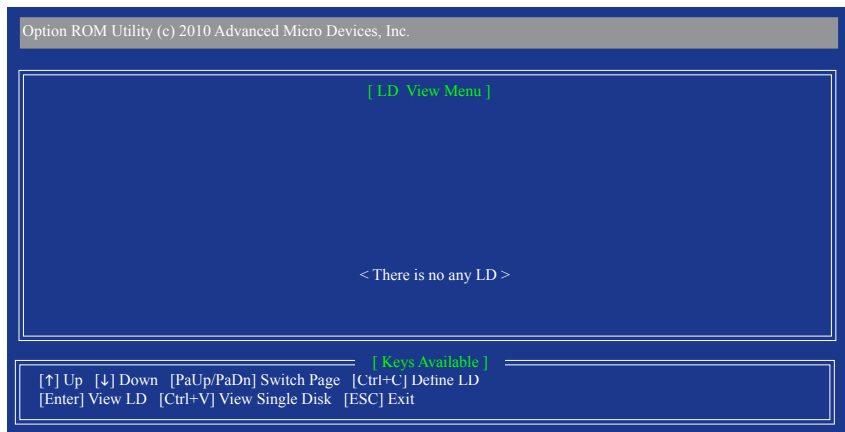 Option ROM Utility (c) 2010 Advanced Micro Devices, Inc.
[ LD View Menu ]
< There is no any LD >
[ Keys Available ]
[↑] Up [↓] Down [PaUp/PaDn] Switch Page [Ctrl+C] Define LD
[Enter] View LD [Ctrl+V] View Single Disk [ESC] Exit